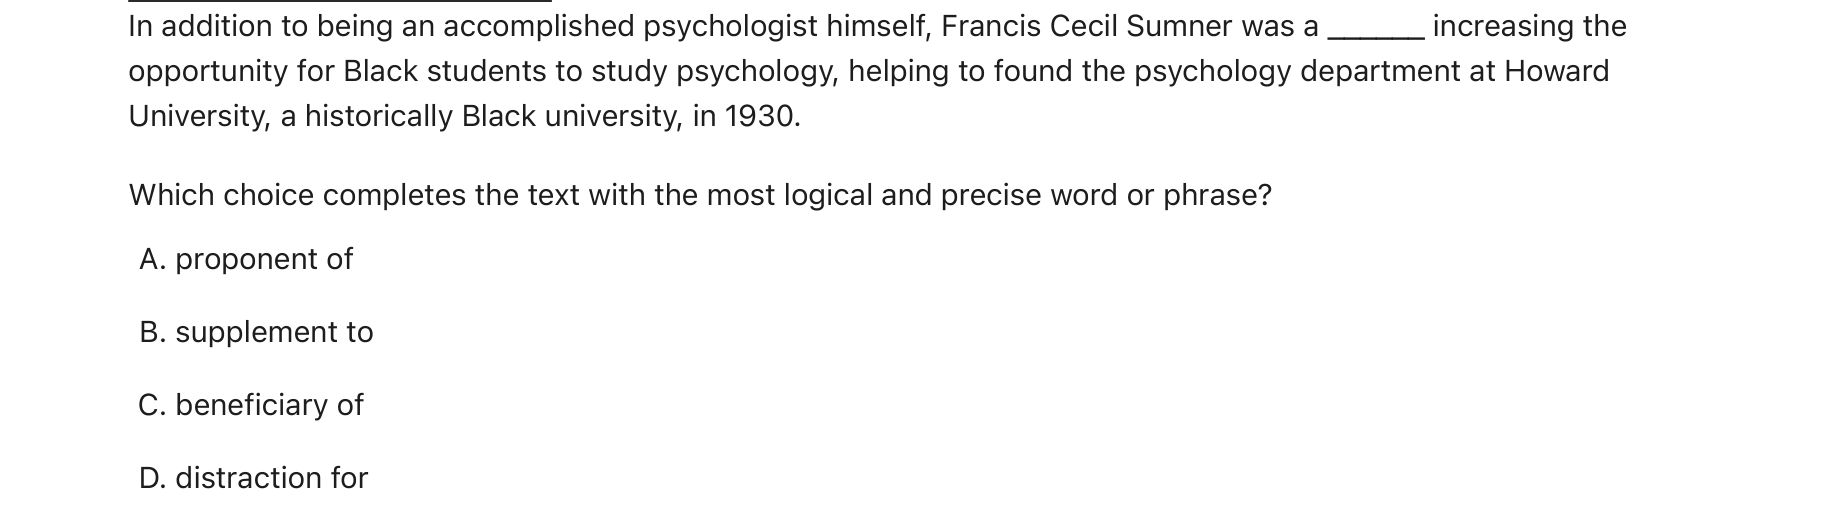 In addition to being an accomplished psychologist himself, Francis Cecil Sumner was a ______ increasing the
opportunity for Black students to study psychology, helping to found the psychology department at Howard
University, a historically Black university, in 1930.
Which choice completes the text with the most logical and precise word or phrase?
A. proponent of
B. supplement to
C. beneficiary of
D. distraction for